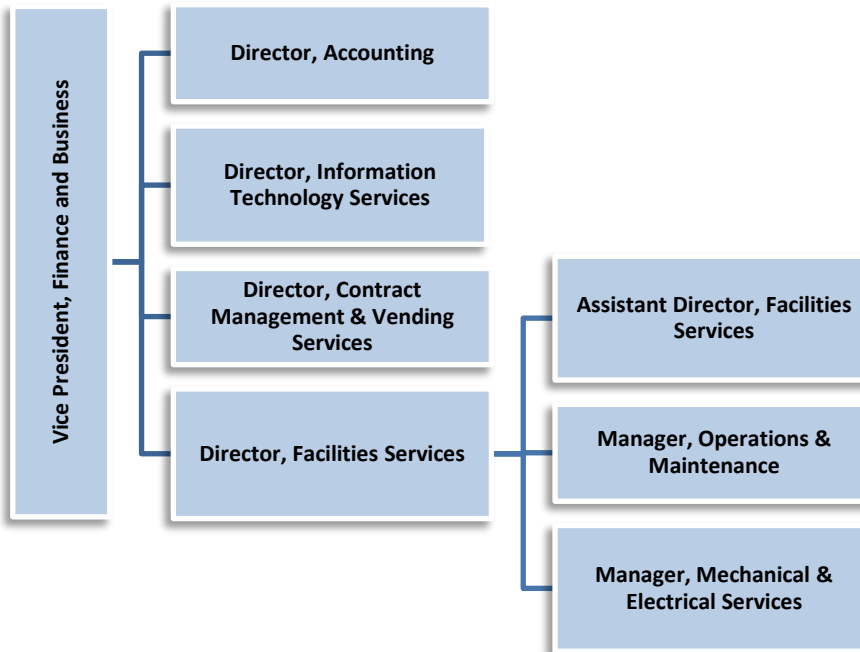 Vice President, Finance and Business
Director, Accounting
Director, Information
Technology Services
Director, Contract
Management & Vending
Services
Director, Facilities Services
Assistant Director, Facilities
Services
Manager, Operations &
Maintenance
Manager, Mechanical &
Electrical Services